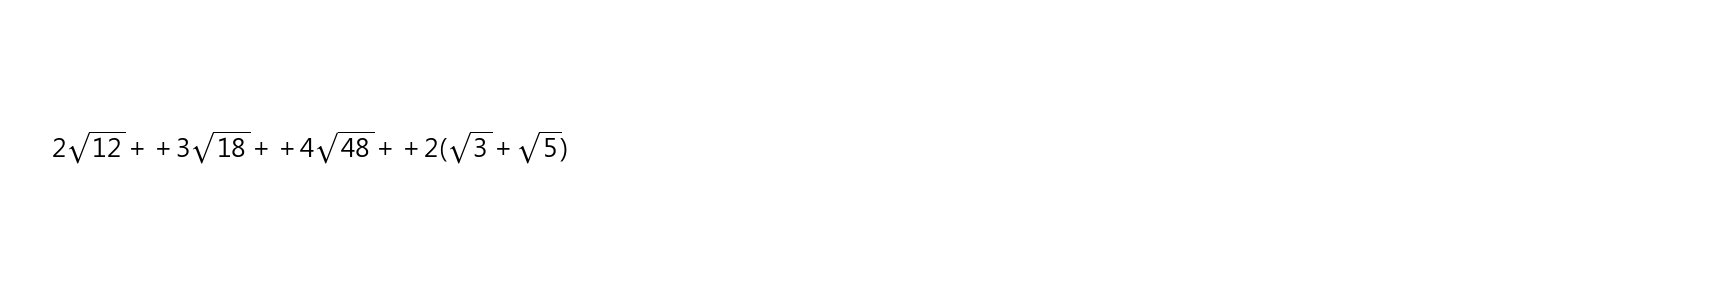 2√12 + + 3√18 + + 4√48 + + 2(√3 + √5)